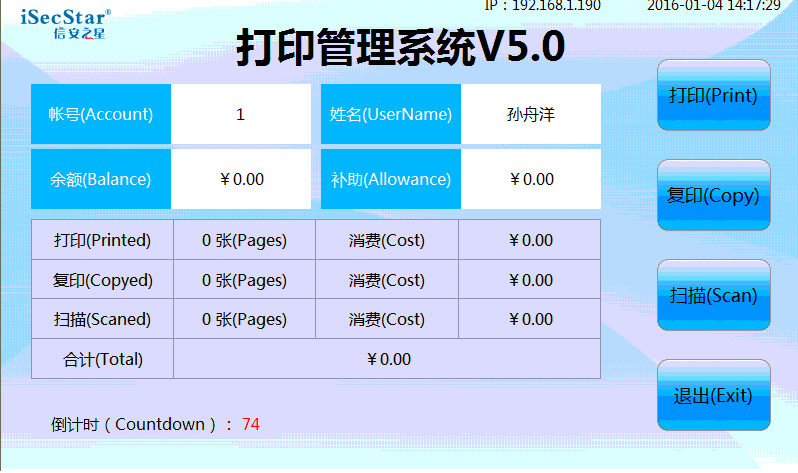 iSecStar®
信安之星
IP：192.168.1.190 2016-01-04 14:17:29
打印管理系统V5.0
帐号(Account) 1 姓名(UserName) 孙舟洋
余额(Balance) ￥0.00 补助(Allowance) ￥0.00
打印(Printed) 0 张(Pages) 消费(Cost) ￥0.00
复印(Copyed) 0 张(Pages) 消费(Cost) ￥0.00
扫描(Scaned) 0 张(Pages) 消费(Cost) ￥0.00
合计(Total) ￥0.00
倒计时（Countdown）： 74
打印(Print)
复印(Copy)
扫描(Scan)
退出(Exit)